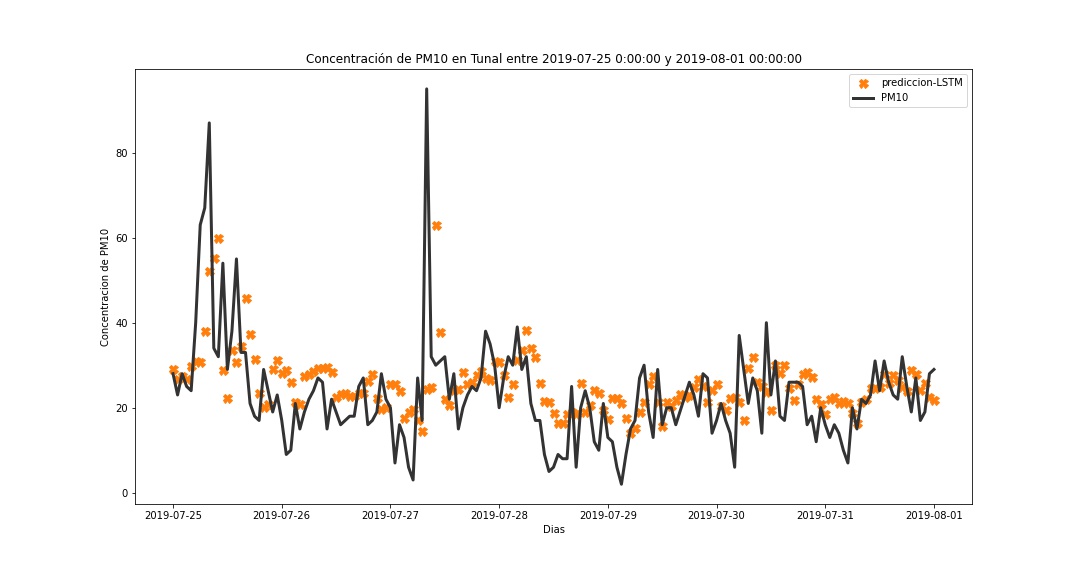 Concentración de PM10 en Tunal entre 2019-07-25 0:00:00 y 2019-08-01 00:00:00
prediccion-LSTM
PM10
Concentracion de PM10
80
60
40
20
0
2019-07-25 2019-07-26 2019-07-27 2019-07-28 2019-07-29 2019-07-30 2019-07-31 2019-08-01
Dias